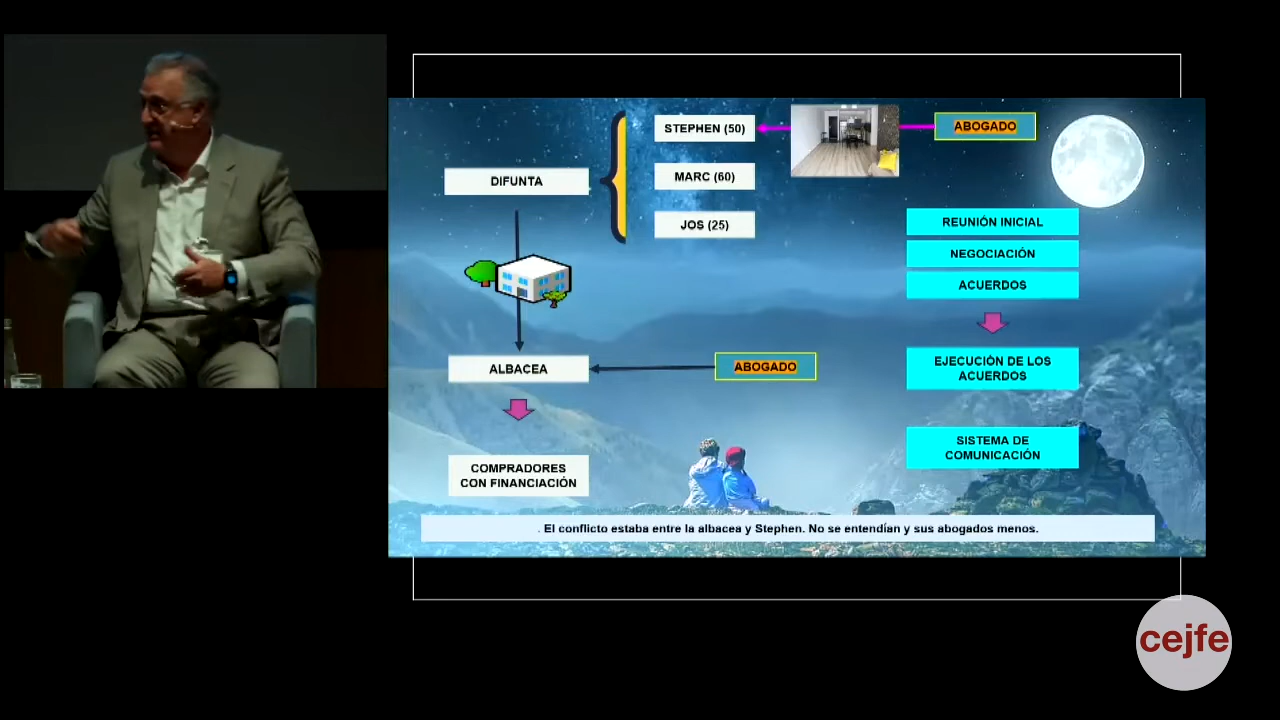 STEPHEN (50)
ABOGADO
MARC (60)
DIFUNTA
JOS (25)
REUNIÓN INICIAL
NEGOCIACIÓN
ACUERDOS
ALBACEA
ABOGADO
EJECUCIÓN DE LOS
ACUERDOS
SISTEMA DE
COMUNICACIÓN
COMPRADORES
CON FINANCIACIÓN
. El conflicto estaba entre la albacea y Stephen. No se entendían y sus abogados menos.
cejfe